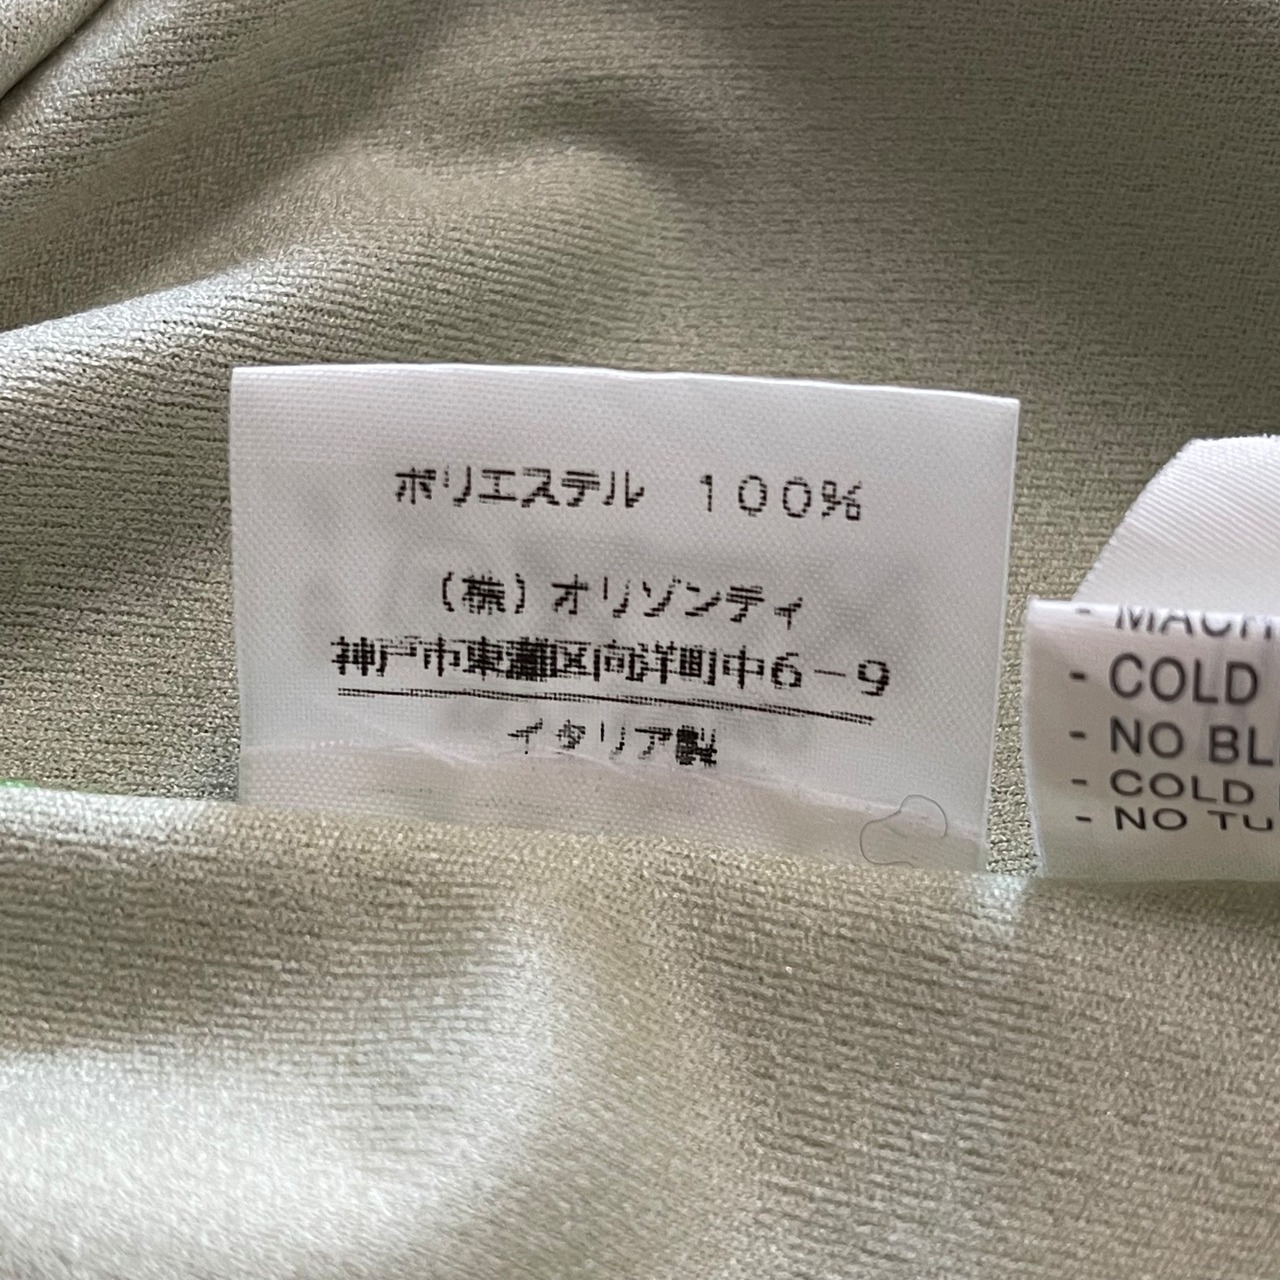 ポリエステル 100%
(株)オリゾンティ
神戸市東灘区向洋町中6-9
イタリア製
- MACH
- COLD
- NO BL
- COLD
- NO TU